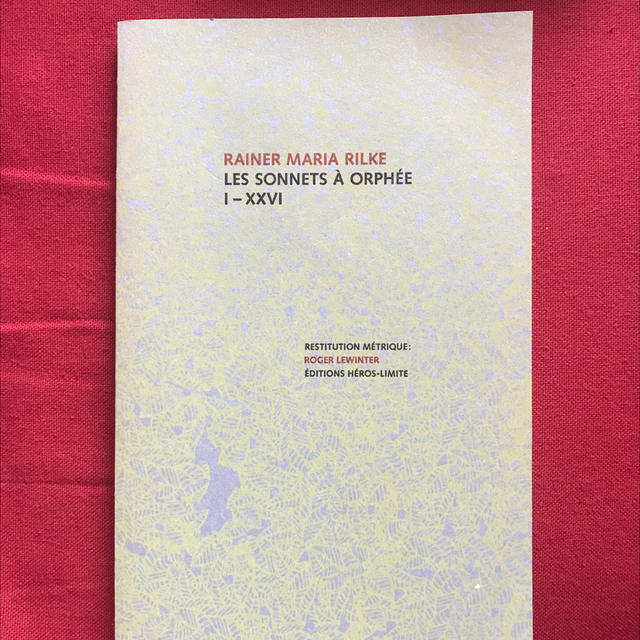 RAINER MARIA RILKE
LES SONNETS À ORPHÉE
I – XXVI
RESTITUTION MÉTRIQUE:
ROGER LEWINTER
ÉDITIONS HÉROS-LIMITE